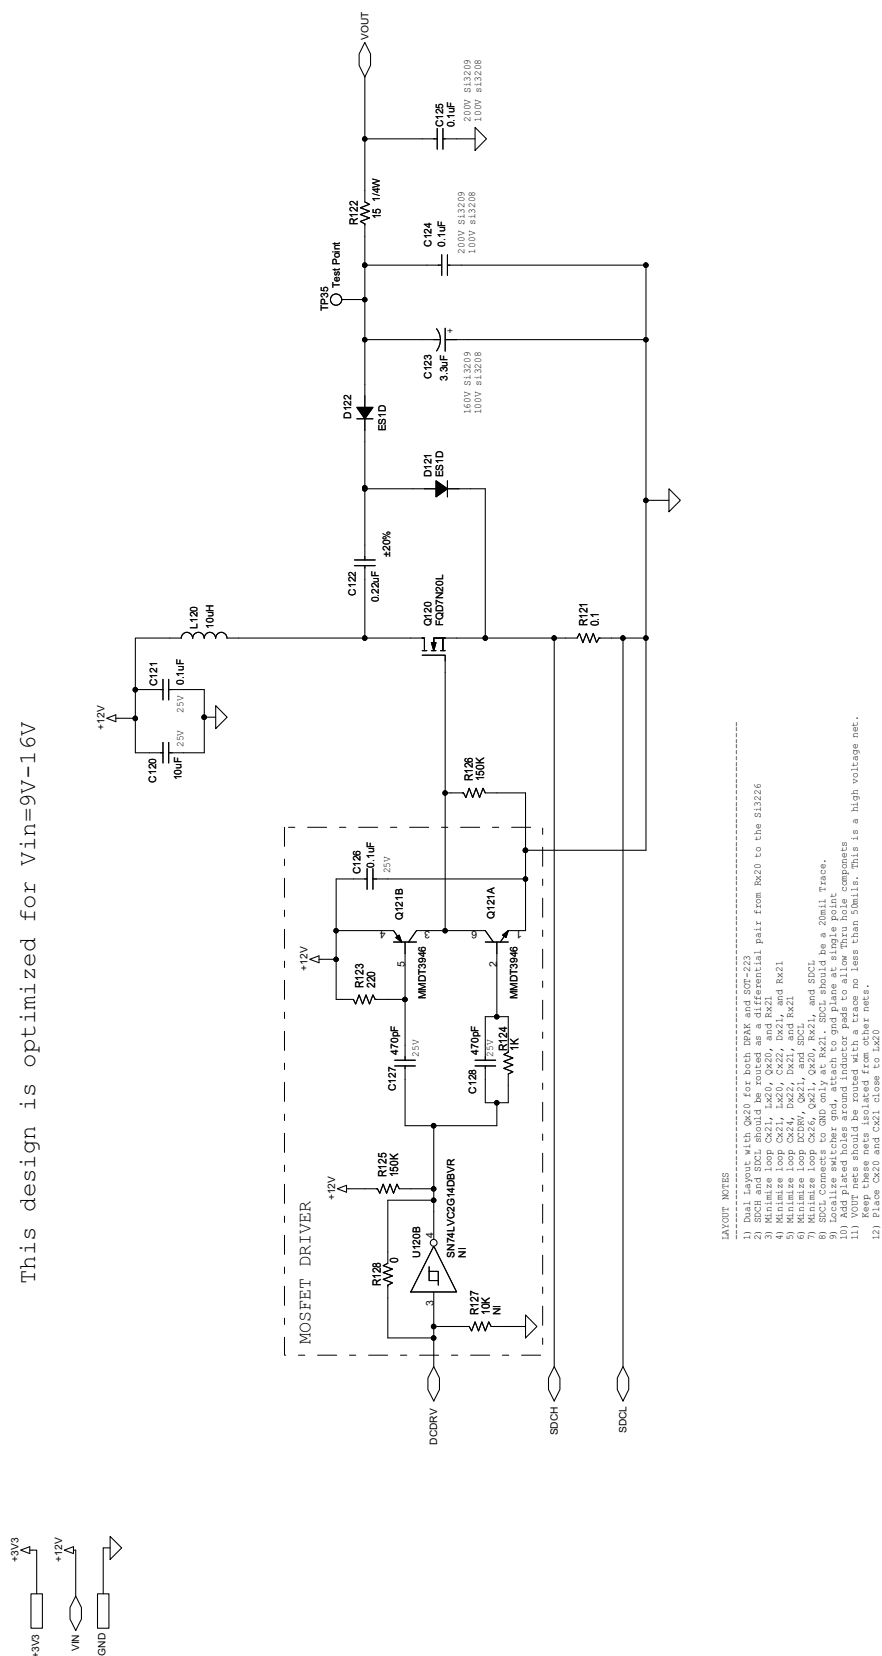 This design is optimized for Vin=9V-16V
+3V3
+3V3
VIN
+12V
GND
MOSFET DRIVER
DCDRV
R128
0
U120B
SN74LVC2G14DBVR
NI
3
4
R127
10K
NI
+12V
R125
150K
C127
470pF
25V
C128
470pF
25V
R124
1K
+12V
R123
220
Q121B
MMDT3946
5
4
3
Q121A
MMDT3946
2
6
1
C126
0.1uF
25V
R126
150K
+12V
C120
10uF
25V
C121
0.1uF
25V
L120
10uH
Q120
FQD7N20L
C122
0.22uF
±20%
D121
ES1D
D122
ES1D
R121
0.1
C123
3.3uF
+
160V Si3209
100V si3208
TP35
Test Point
C124
0.1uF
200V Si3209
100V si3208
R122
15 1/4W
C125
0.1uF
200V Si3209
100V si3208
VOUT
SDCH
SDCL
LAYOUT NOTES
1) Dual Layout with Qx20 for both DPAK and SOT-223
2) SDCH and SDCL should be routed as a differential pair from Rx20 to the Si3226
3) Minimize loop Cx21, Lx20, Qx20, and Rx21
4) Minimize loop Cx21, Lx20, Cx22, Dx21, and Rx21
5) Minimize loop Cx24, Dx22, Dx21, and Rx21
6) Minimize loop DCDRV, Qx21, and SDCL
7) Minimize loop Cx26, Qx21, Qx20, Rx21, and SDCL
8) SDCL Connects to GND only at Rx21. SDCL should be a 20mil Trace.
9) Localize switcher gnd, attach to gnd plane at single point
10) Add plated holes around inductor pads to allow Thru hole componets
11) VOUT nets should be routed with a trace no less than 50mils. This is a high voltage net.
Keep these nets isolated from other nets.
12) Place Cx20 and Cx21 close to Lx20